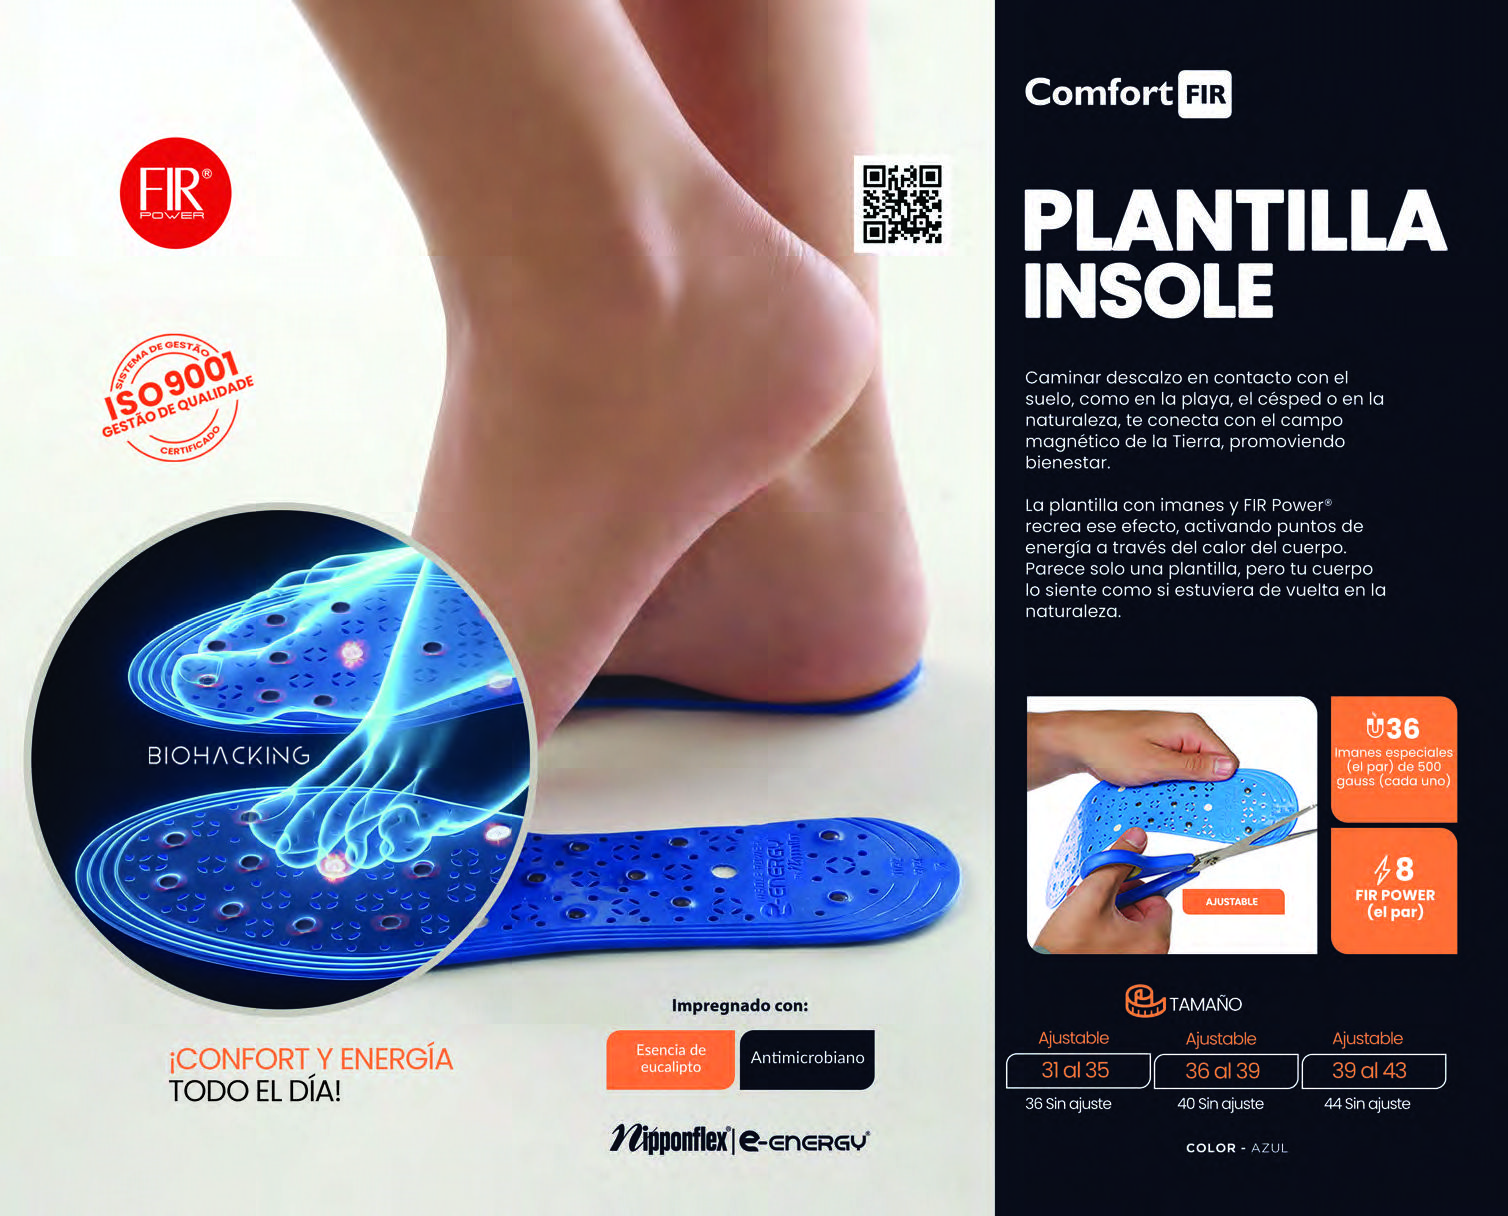 FIR®
POWER
SISTEMA DE GESTÃO
ISO 9001
GESTÃO DE QUALIDADE
CERTIFICADO
BIOHACKING
e-ENERGY
¡CONFORT Y ENERGÍA
TODO EL DÍA!
Impregnado con:
Esencia de
eucalipto
Antimicrobiano
Nipponflex® | e-ENERGY®
Comfort FIR
PLANTILLA
INSOLE
Caminar descalzo en contacto con el
suelo, como en la playa, el césped o en la
naturaleza, te conecta con el campo
magnético de la Tierra, promoviendo
bienestar.
La plantilla con imanes y FIR Power®
recrea ese efecto, activando puntos de
energía a través del calor del cuerpo.
Parece solo una plantilla, pero tu cuerpo
lo siente como si estuviera de vuelta en la
naturaleza.
AJUSTABLE
36
Imanes especiales
(el par) de 500
gauss (cada uno)
8
FIR POWER
(el par)
TAMAÑO
Ajustable
31 al 35
36 Sin ajuste
Ajustable
36 al 39
40 Sin ajuste
Ajustable
39 al 43
44 Sin ajuste
COLOR - AZUL